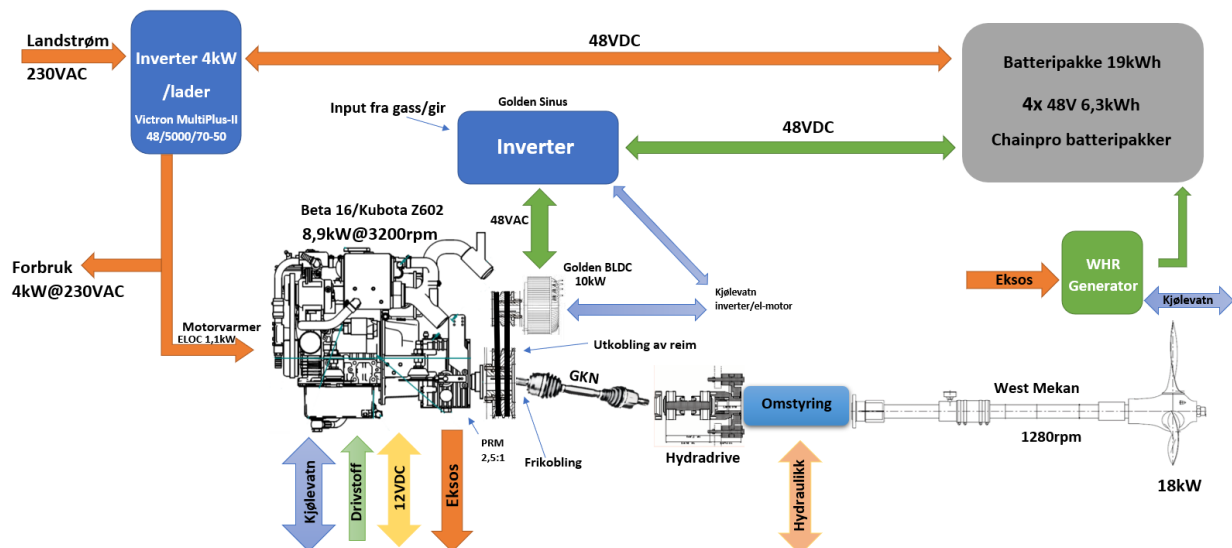 Landstrøm
230VAC
Inverter 4kW
/lader
Victron MultiPlus-II
48/5000/70-50
48VDC
Batteripakke 19kWh
4x 48V 6,3kWh
Chainpro batteripakker
Golden Sinus
Input fra gass/gir
Inverter
48VDC
48VAC
Beta 16/Kubota Z602
8,9kW@3200rpm
Forbruk
4kW@230VAC
Golden BLDC
10kW
Kjølevatn
inverter/el-motor
Eksos
WHR
Generator
Kjølevatn
Motorvarmer
ELOC 1,1kW
Utkobling av reim
GKN
Omstyring
West Mekan
1280rpm
PRM
2,5:1
Frikobling
Hydradrive
18kW
Kjølevatn
Drivstoff
12VDC
Eksos
Hydraulikk